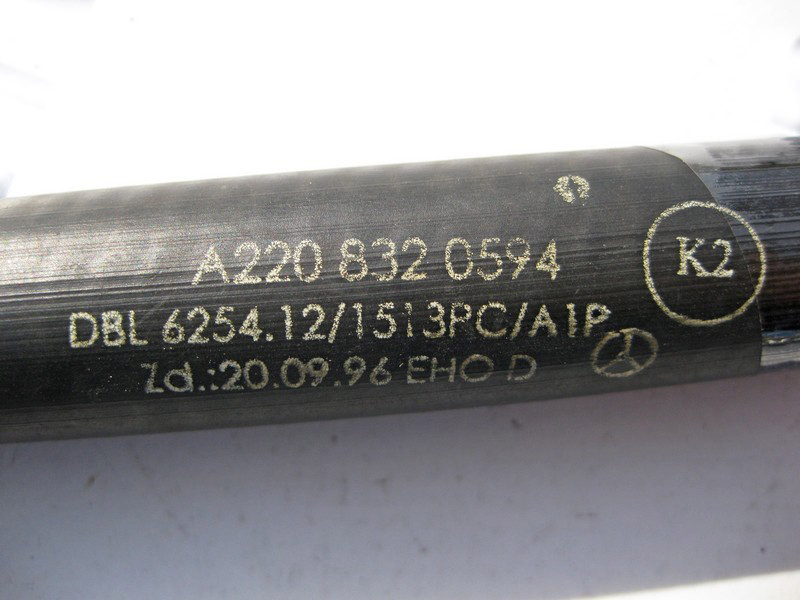 A220 832 0594
K2
DBL 6254.12/1513PC/A1P
Zd.:20.09.96 EHO D